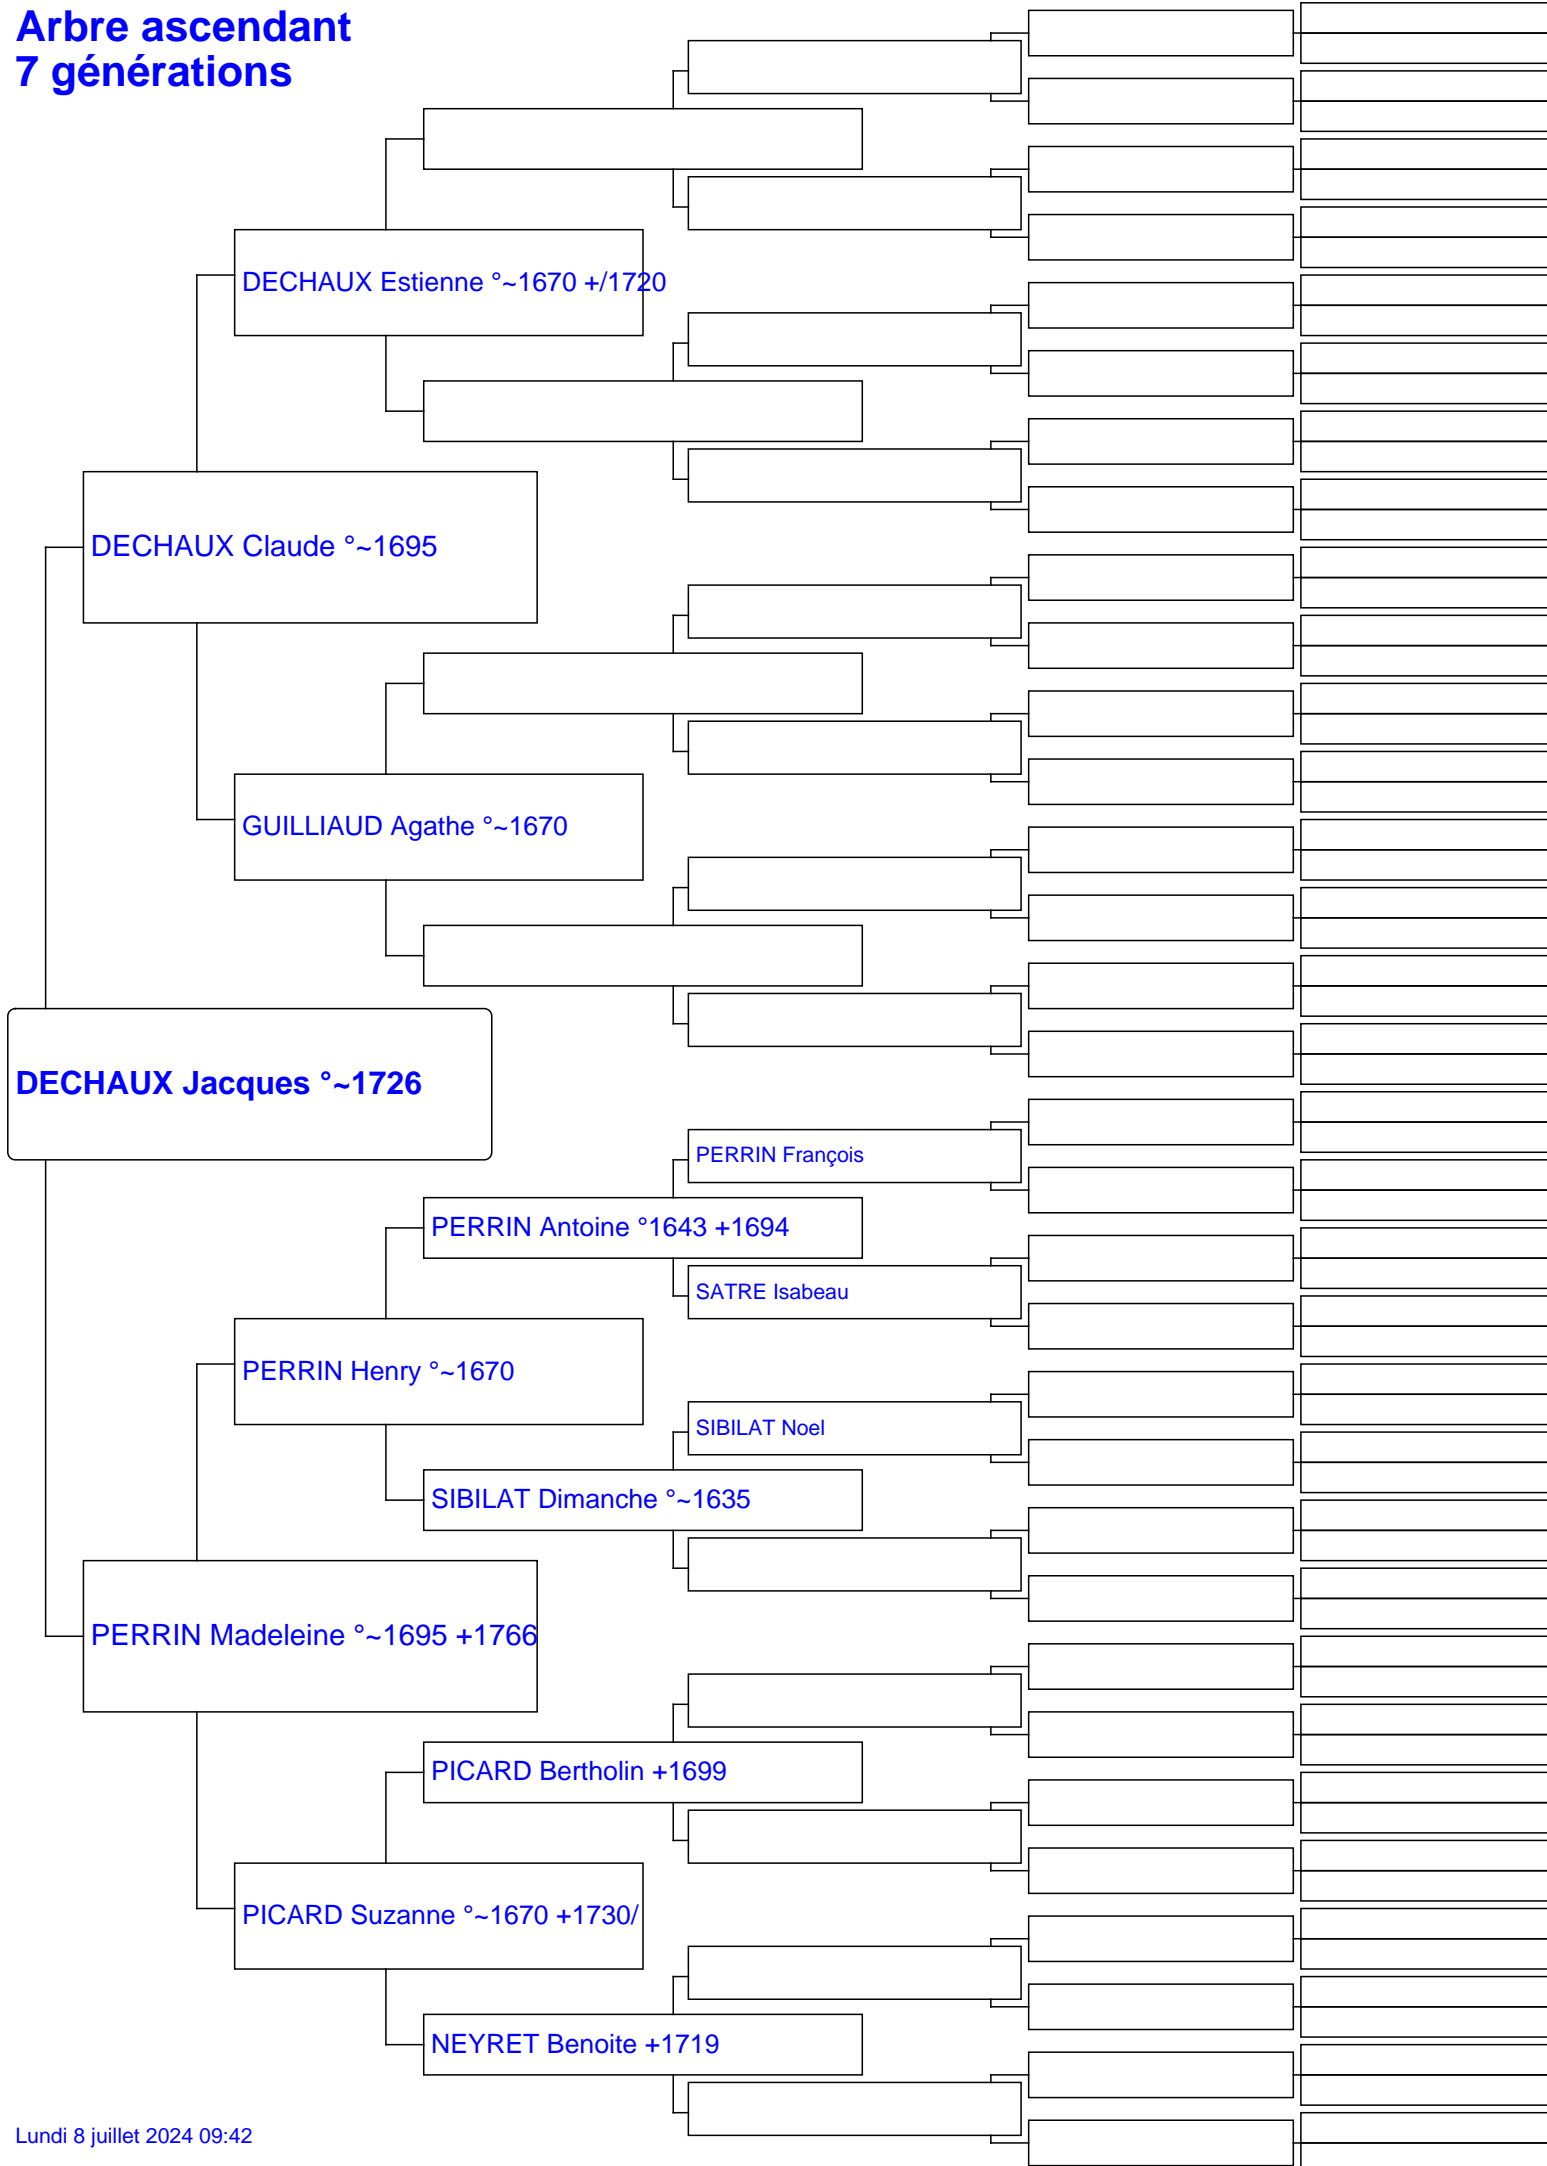 Arbre ascendant
7 générations
DECHAUX Estienne °~1670 +/1720
DECHAUX Claude °~1695
GUILLIAUD Agathe °~1670
DECHAUX Jacques °~1726
PERRIN François
PERRIN Antoine °1643 +1694
SATRE Isabeau
PERRIN Henry °~1670
SIBILAT Noel
SIBILAT Dimanche °~1635
PERRIN Madeleine °~1695 +1766
PICARD Bertholin +1699
PICARD Suzanne °~1670 +1730/
NEYRET Benoite +1719
Lundi 8 juillet 2024 09:42